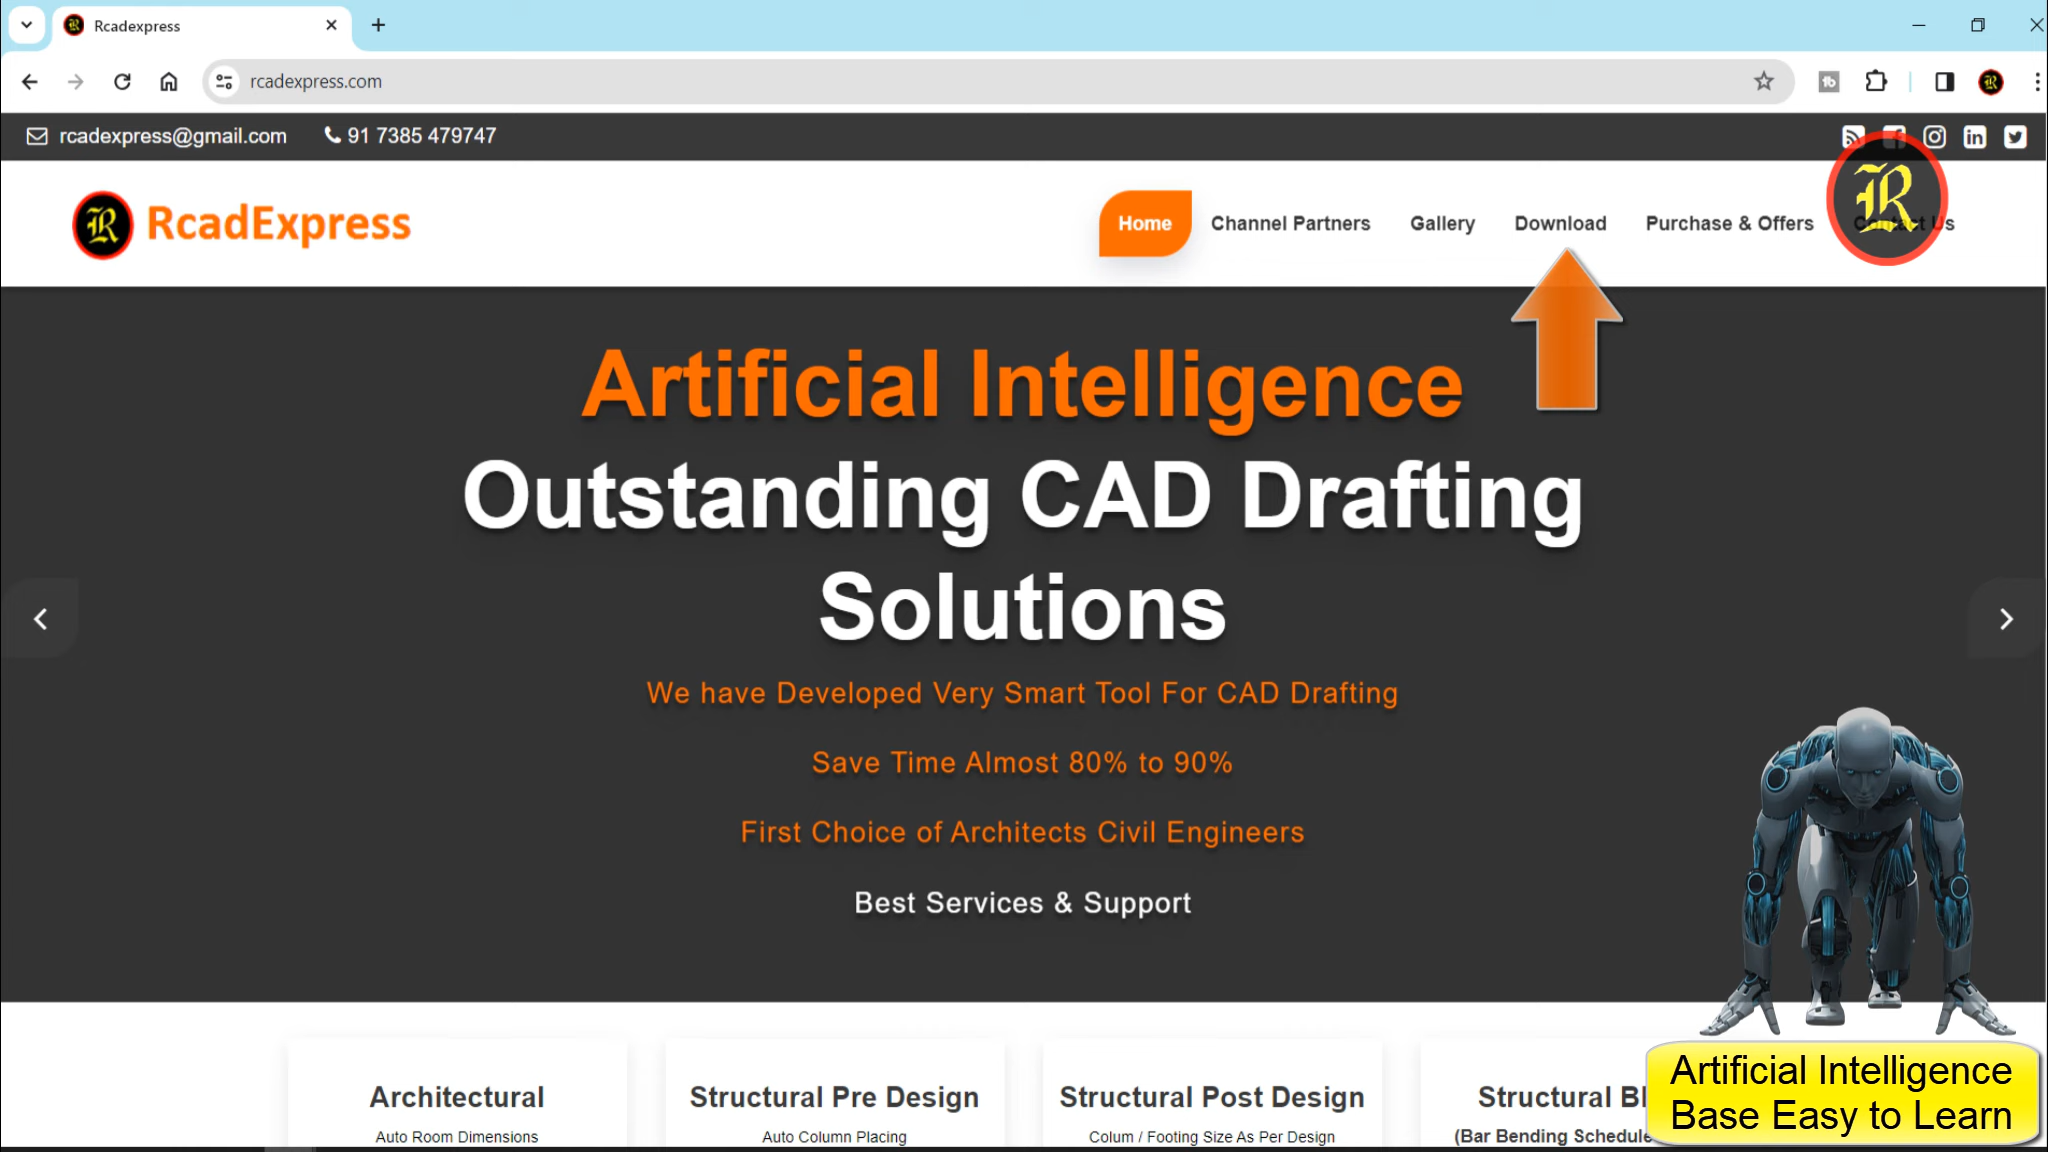 Rcadexpress
rcadexpress.com
rcadexpress@gmail.com
91 7385 479747
R RcadExpress
Home
Channel Partners
Gallery
Download
Purchase & Offers
Contact Us
R
Artificial Intelligence
Outstanding CAD Drafting
Solutions
We have Developed Very Smart Tool For CAD Drafting
Save Time Almost 80% to 90%
First Choice of Architects Civil Engineers
Best Services & Support
Architectural
Auto Room Dimensions
Structural Pre Design
Auto Column Placing
Structural Post Design
Colum / Footing Size As Per Design
Structural
(Bar Bending Schedule
Artificial Intelligence
Base Easy to Learn